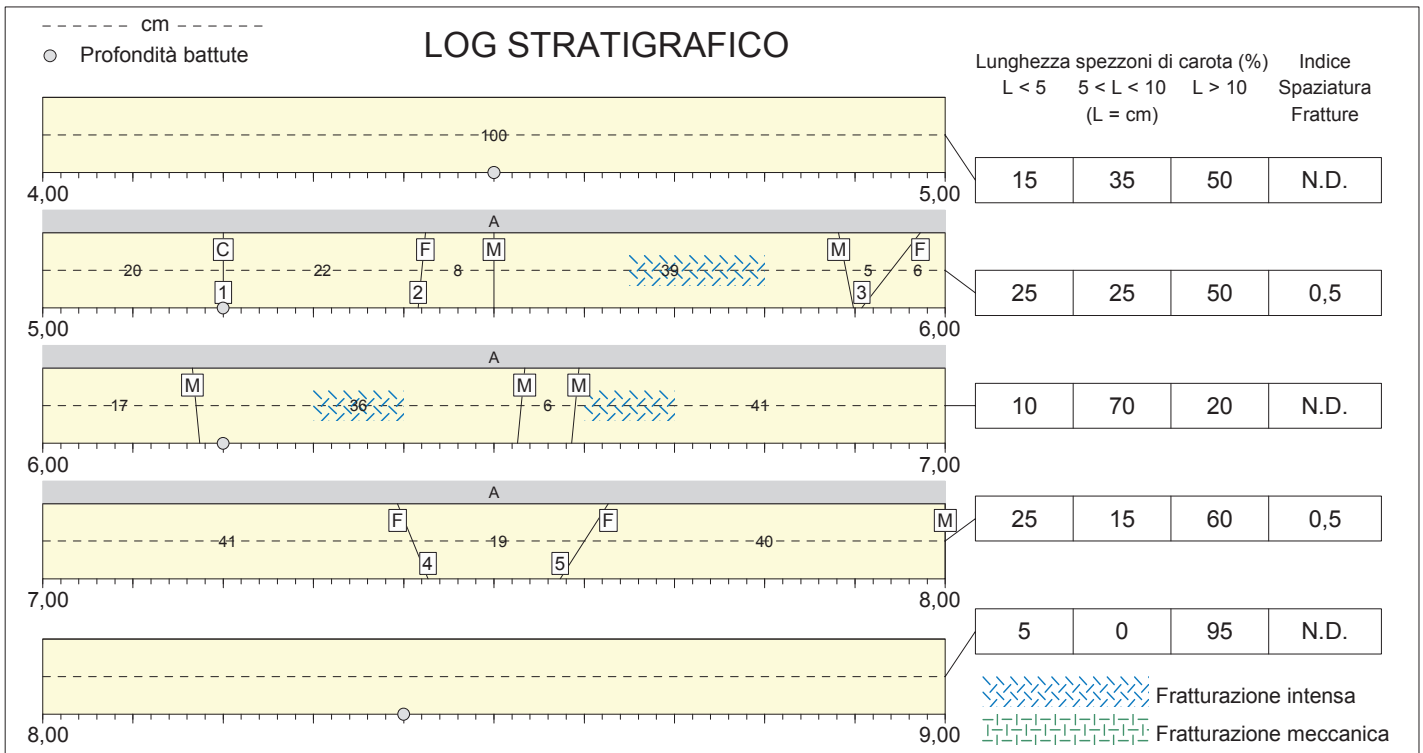 cm
Profondità battute
LOG STRATIGRAFICO
Lunghezza spezzoni di carota (%)
Indice
L < 5
5 < L < 10
L > 10
Spaziatura
(L = cm)
Fratture
100
4,00
5,00
15
35
50
N.D.
A
C
F
M
M
F
20
22
8
39
5
6
1
2
3
5,00
6,00
25
25
50
0,5
A
M
M
M
17
36
6
41
6,00
7,00
10
70
20
N.D.
A
F
F
M
41
19
40
4
5
7,00
8,00
25
15
60
0,5
8,00
9,00
5
0
95
N.D.
Fratturazione intensa
Fratturazione meccanica